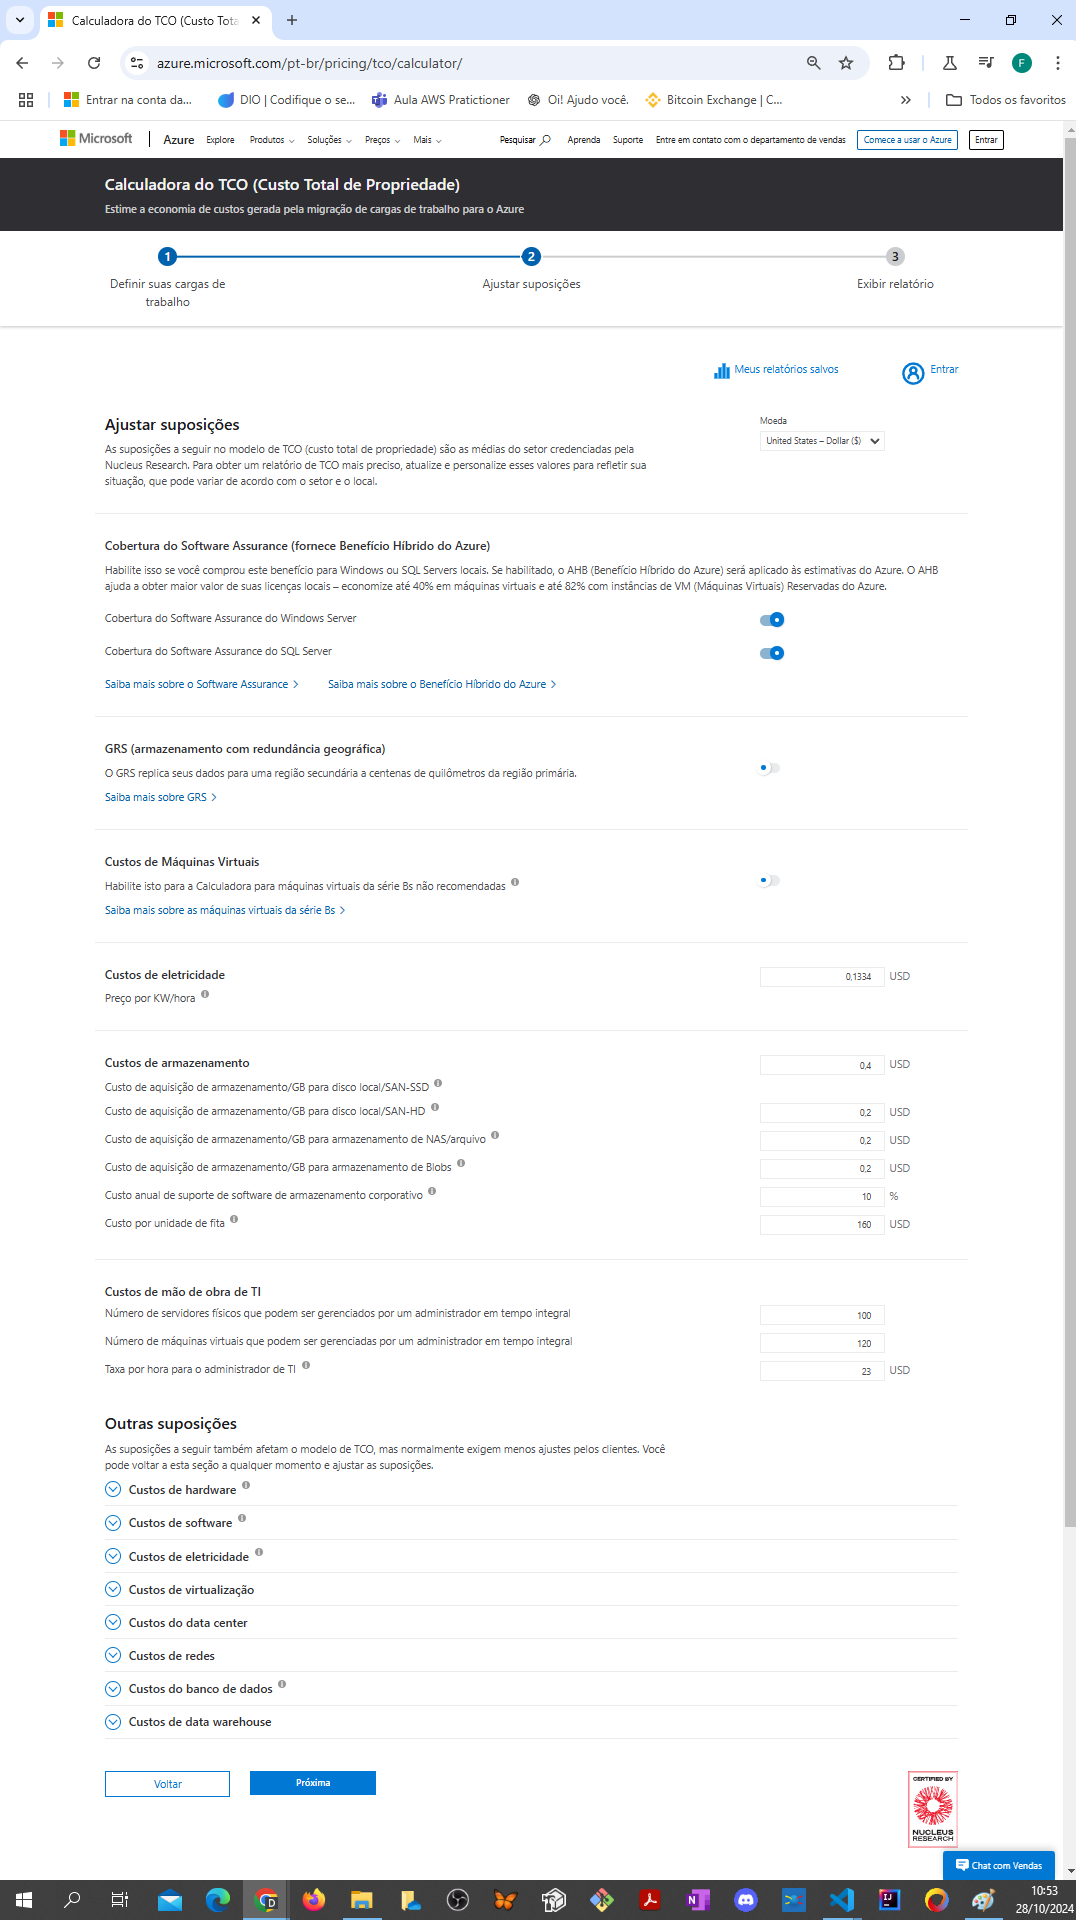 Calculadora do TCO (Custo Tota
azure.microsoft.com/pt-br/pricing/tco/calculator/
F
Entrar na conta da...
DIO | Codifique o se...
Aula AWS Pratictioner
Oi! Ajudo você.
Bitcoin Exchange | C...
Todos os favoritos
Microsoft
Azure
Explore
Produtos
Soluções
Preços
Mais
Pesquisar
Aprenda
Suporte
Entre em contato com o departamento de vendas
Comece a usar o Azure
Entrar
Calculadora do TCO (Custo Total de Propriedade)
Estime a economia de custos gerada pela migração de cargas de trabalho para o Azure
1
2
3
Definir suas cargas de
trabalho
Ajustar suposições
Exibir relatório
Meus relatórios salvos
Entrar
Ajustar suposições
Moeda
United States – Dollar ($)
As suposições a seguir no modelo de TCO (custo total de propriedade) são as médias do setor credenciadas pela
Nucleus Research. Para obter um relatório de TCO mais preciso, atualize e personalize esses valores para refletir sua
situação, que pode variar de acordo com o setor e o local.
Cobertura do Software Assurance (fornece Benefício Híbrido do Azure)
Habilite isso se você comprou este benefício para Windows ou SQL Servers locais. Se habilitado, o AHB (Benefício Híbrido do Azure) será aplicado às estimativas do Azure. O AHB
ajuda a obter maior valor de suas licenças locais – economize até 40% em máquinas virtuais e até 82% com instâncias de VM (Máquinas Virtuais) Reservadas do Azure.
Cobertura do Software Assurance do Windows Server
Cobertura do Software Assurance do SQL Server
Saiba mais sobre o Software Assurance
Saiba mais sobre o Benefício Híbrido do Azure
GRS (armazenamento com redundância geográfica)
O GRS replica seus dados para uma região secundária a centenas de quilômetros da região primária.
Saiba mais sobre GRS
Custos de Máquinas Virtuais
Habilite isto para a Calculadora para máquinas virtuais da série Bs não recomendadas
Saiba mais sobre as máquinas virtuais da série Bs
Custos de eletricidade
0,1334 USD
Preço por KW/hora
Custos de armazenamento
0,4 USD
Custo de aquisição de armazenamento/GB para disco local/SAN-SSD
Custo de aquisição de armazenamento/GB para disco local/SAN-HD
0,2 USD
Custo de aquisição de armazenamento/GB para armazenamento de NAS/arquivo
0,2 USD
Custo de aquisição de armazenamento/GB para armazenamento de Blobs
0,2 USD
Custo anual de suporte de software de armazenamento corporativo
10 %
Custo por unidade de fita
160 USD
Custos de mão de obra de TI
Número de servidores físicos que podem ser gerenciados por um administrador em tempo integral
100
Número de máquinas virtuais que podem ser gerenciadas por um administrador em tempo integral
120
Taxa por hora para o administrador de TI
23 USD
Outras suposições
As suposições a seguir também afetam o modelo de TCO, mas normalmente exigem menos ajustes pelos clientes. Você
pode voltar a esta seção a qualquer momento e ajustar as suposições.
Custos de hardware
Custos de software
Custos de eletricidade
Custos de virtualização
Custos do data center
Custos de redes
Custos do banco de dados
Custos de data warehouse
Voltar
Próxima
CERTIFIED BY
NUCLEUS
RESEARCH
Chat com Vendas
10:53
28/10/2024